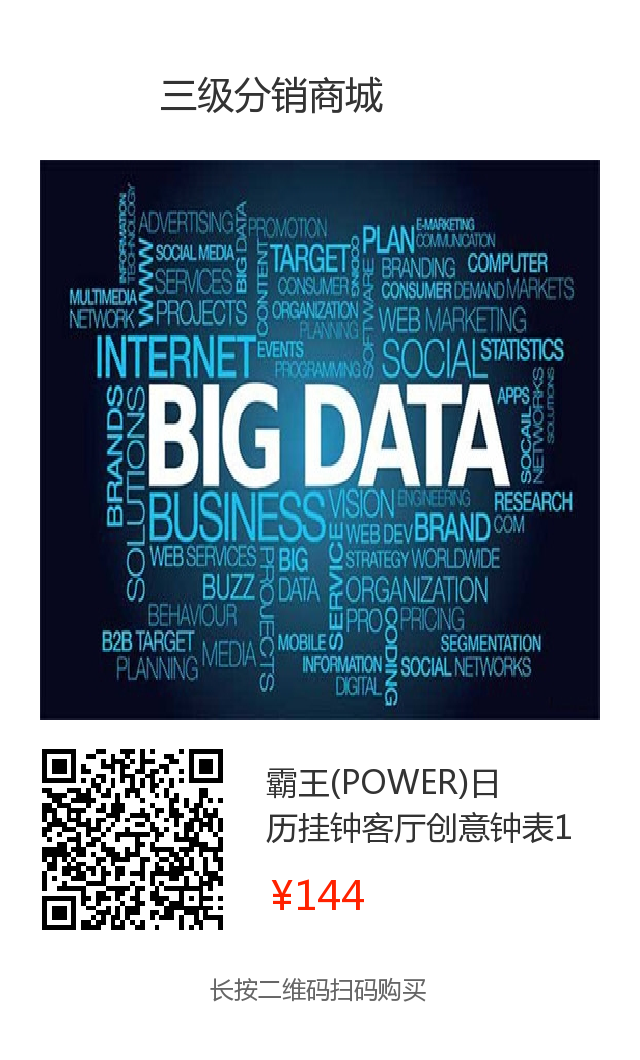 三级分销商城
INFORMATION
TECHNOLOGY
WWW
ADVERTISING
BIG DATA
PROMOTION
CONTENT
SOCIAL MEDIA
TARGET
CODING
PLAN
E-MARKETING
COMMUNICATION
SERVICES
CONSUMER
SOFTWARE
BRANDING
COMPUTER
MULTIMEDIA
NETWORK
PROJECTS
ORGANIZATION
PLANNING
CONSUMER DEMAND MARKETS
WEB MARKETING
INTERNET
EVENTS
PROGRAMMING
SOCIAL
STATISTICS
BRANDS
SOLUTIONS
BIG DATA
APPS
SOCAIL
NETWORKS
SOLUTIONS
BUSINESS
VISION
ENGINEERING
RESEARCH
SERVICE
WEB DEV
BRAND
COM
WEB SERVICES
PROJECTS
BIG
DATA
STRATEGY WORLDWIDE
BUZZ
ORGANIZATION
BEHAVIOUR
PRO
CODING
PRICING
B2B TARGET
PLANNING
MEDIA
MOBILE
SEGMENTATION
INFORMATION
DIGITAL
SOCIAL NETWORKS
霸王(POWER)日
历挂钟客厅创意钟表1
¥144
长按二维码扫码购买